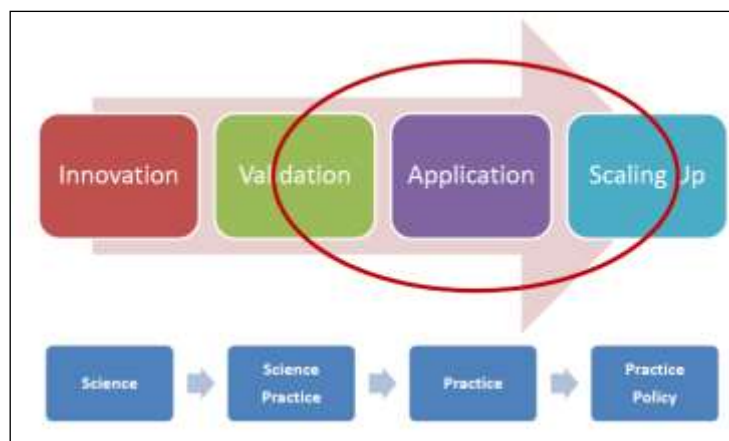 Innovation
Validation
Application
Scaling Up
Science
Science
Practice
Practice
Practice
Policy